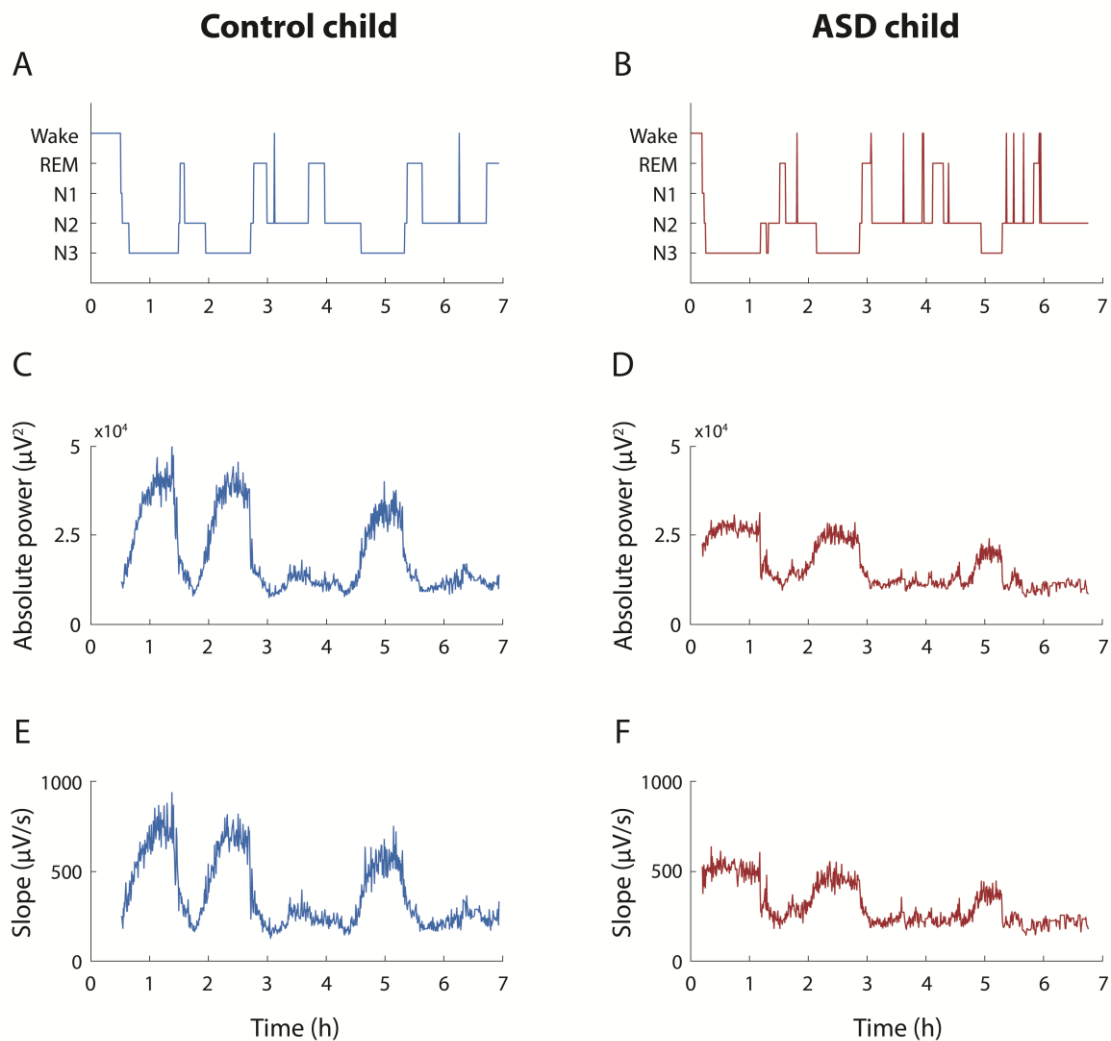 Control child
ASD child
A
B
Wake
REM
N1
N2
N3
0 1 2 3 4 5 6 7
Wake
REM
N1
N2
N3
0 1 2 3 4 5 6 7
C
D
Absolute power (µV²)
x10⁴
5
2.5
0
0 1 2 3 4 5 6 7
Absolute power (µV²)
x10⁴
5
2.5
0
0 1 2 3 4 5 6 7
E
F
Slope (µV/s)
1000
500
0
0 1 2 3 4 5 6 7
Time (h)
Slope (µV/s)
1000
500
0
0 1 2 3 4 5 6 7
Time (h)